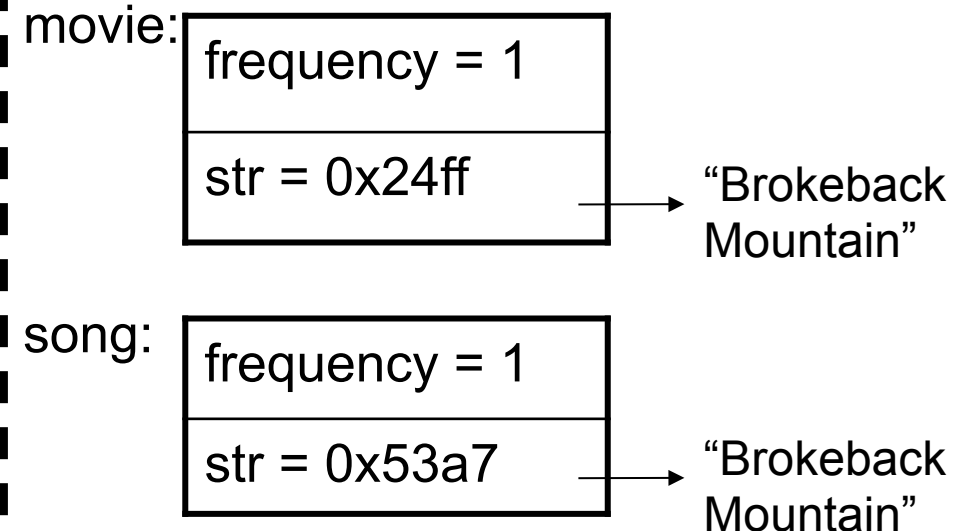 movie:
frequency = 1
str = 0x24ff
“Brokeback
Mountain”
song:
frequency = 1
str = 0x53a7
“Brokeback
Mountain”